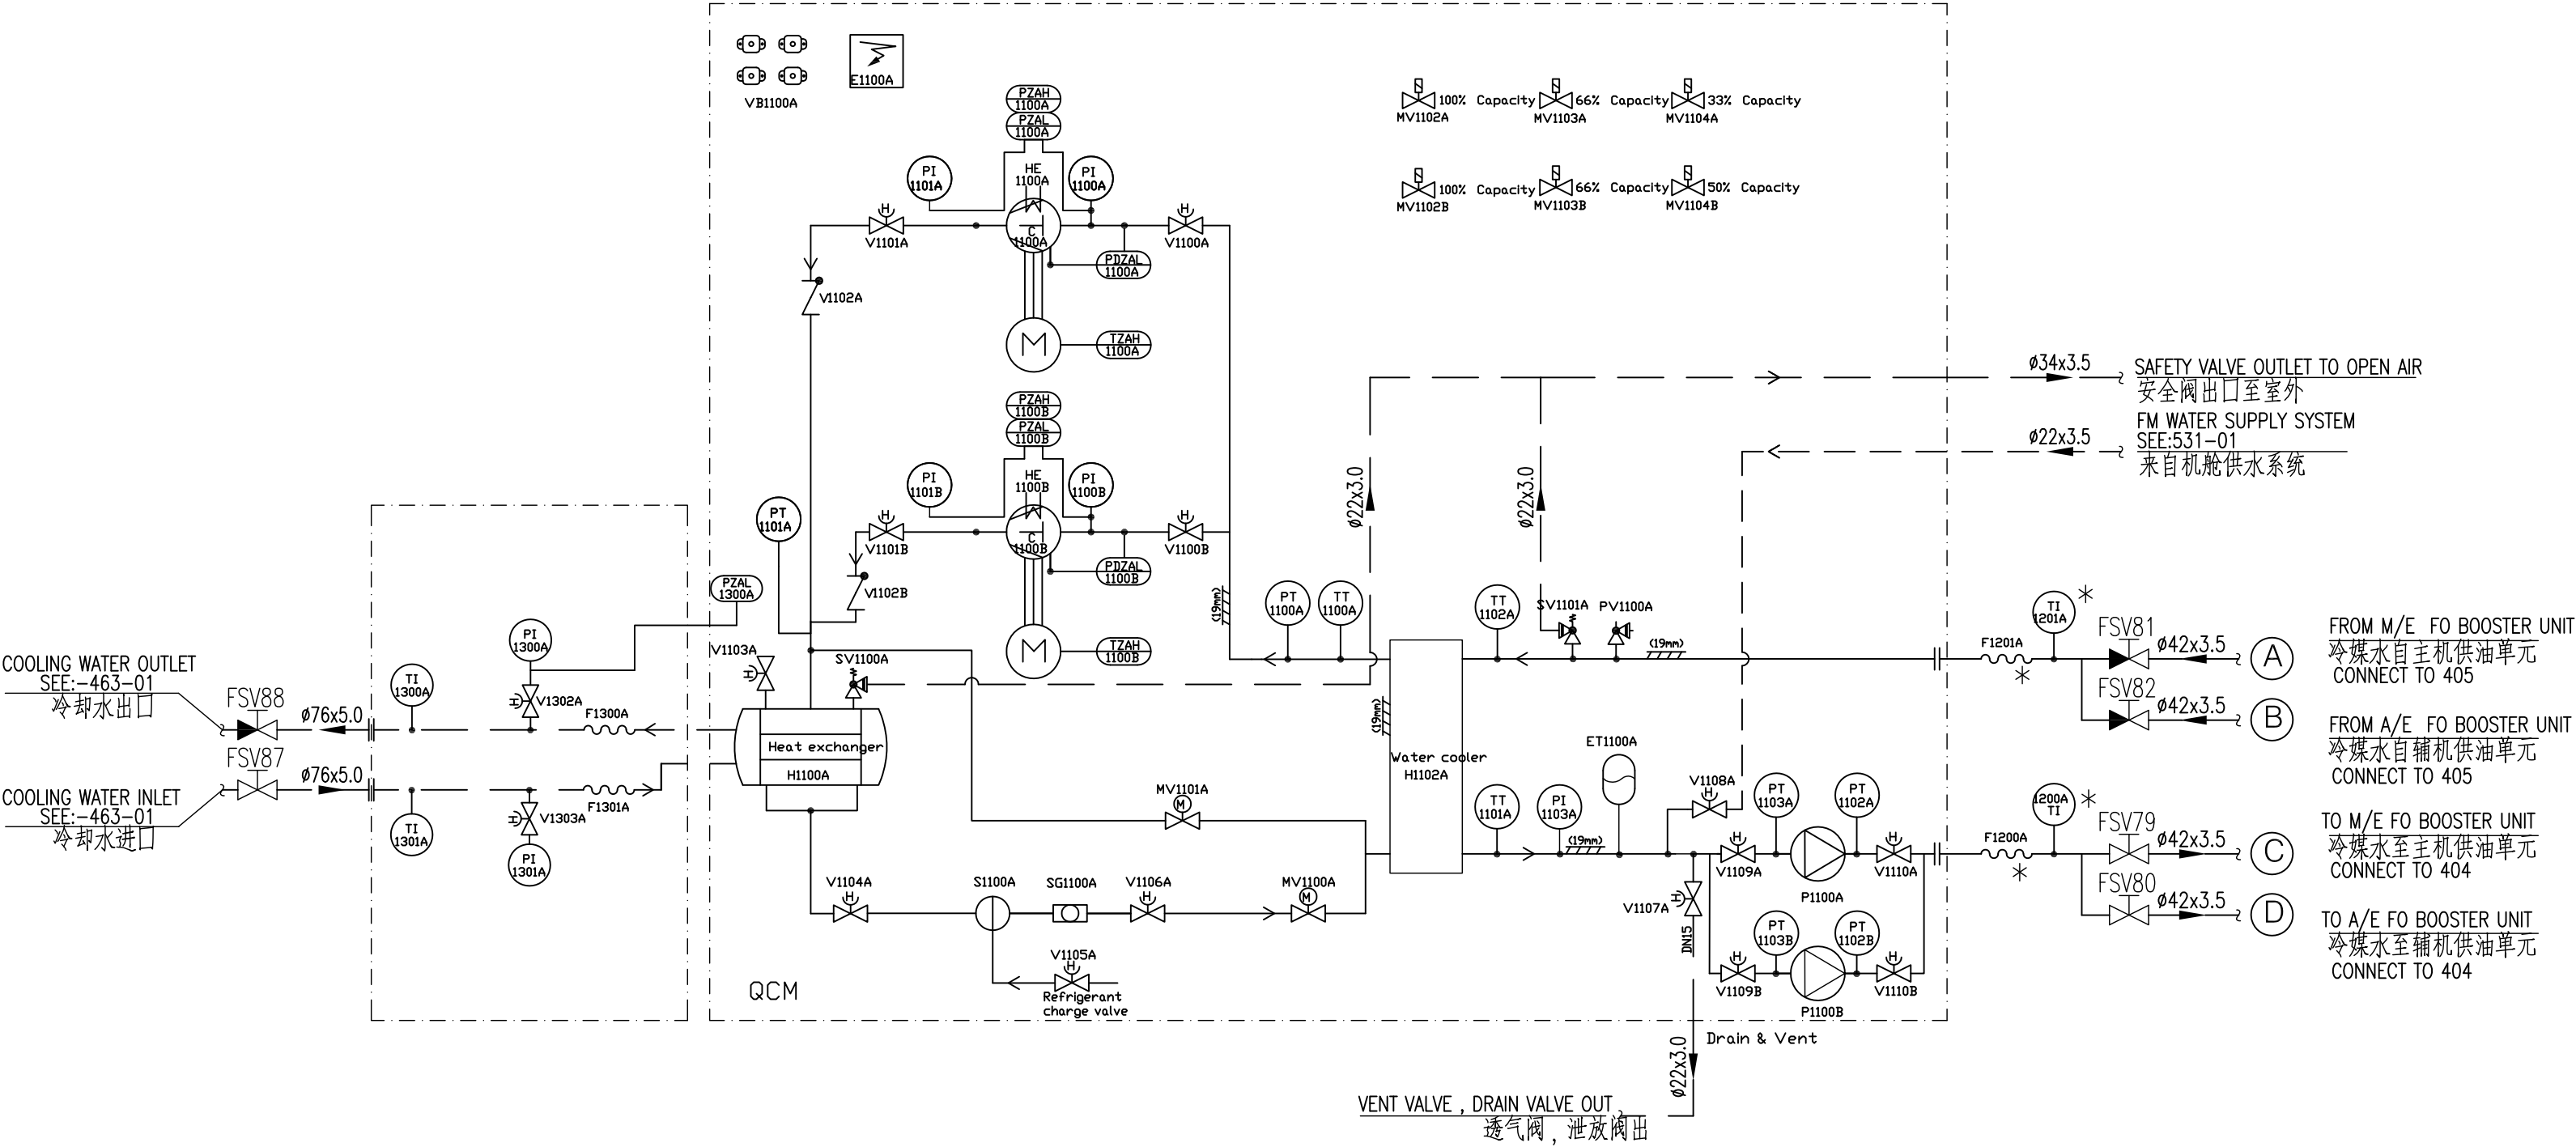 VB1100A
E1100A
PZAH
1100A
PZAL
1100A
PI
1101A
HE
1100A
PI
1100A
H
V1101A
C
1100A
H
V1100A
PDZAL
1100A
V1102A
M
TZAH
1100A
MV1102A
100% Capacity
MV1103A
66% Capacity
MV1104A
33% Capacity
MV1102B
100% Capacity
MV1103B
66% Capacity
MV1104B
50% Capacity
PZAH
1100B
PZAL
1100B
PI
1101B
HE
1100B
PI
1100B
H
V1101B
C
1100B
H
V1100B
PDZAL
1100B
V1102B
M
TZAH
1100B
PT
1101A
PZAL
1300A
V1103A
H
SV1100A
Heat exchanger
H1100A
(19mm)
PT
1100A
TT
1100A
(19mm)
Water cooler
H1102A
TT
1102A
SV1101A
PV1100A
(19mm)
ø22x3.0
ø22x3.0
ø34x3.5
SAFETY VALVE OUTLET TO OPEN AIR
安全阀出口至室外
ø22x3.5
FM WATER SUPPLY SYSTEM
SEE:531-01
来自机舱供水系统
COOLING WATER OUTLET
SEE:-463-01
冷却水出口
FSV88
ø76x5.0
COOLING WATER INLET
SEE:-463-01
冷却水进口
FSV87
ø76x5.0
TI
1300A
PI
1300A
H
V1302A
F1300A
TI
1301A
H
V1303A
PI
1301A
F1301A
MV1101A
M
V1104A
H
S1100A
SG1100A
V1106A
H
MV1100A
M
V1105A
H
Refrigerant
charge valve
QCM
TT
1101A
PI
1103A
(19mm)
ET1100A
V1108A
H
H
V1107A
DN15
H
V1109A
PT
1103A
P1100A
PT
1102A
H
V1110A
H
V1109B
PT
1103B
P1100B
PT
1102B
H
V1110B
Drain & Vent
ø22x3.0
VENT VALVE , DRAIN VALVE OUT
透气阀 , 泄放阀出
F1201A
*
TI
1201A
*
FSV81
ø42x3.5
A
FROM M/E FO BOOSTER UNIT
冷媒水自主机供油单元
CONNECT TO 405
FSV82
ø42x3.5
B
FROM A/E FO BOOSTER UNIT
冷媒水自辅机供油单元
CONNECT TO 405
F1200A
*
1200A
TI
*
FSV79
ø42x3.5
C
TO M/E FO BOOSTER UNIT
冷媒水至主机供油单元
CONNECT TO 404
FSV80
ø42x3.5
D
TO A/E FO BOOSTER UNIT
冷媒水至辅机供油单元
CONNECT TO 404